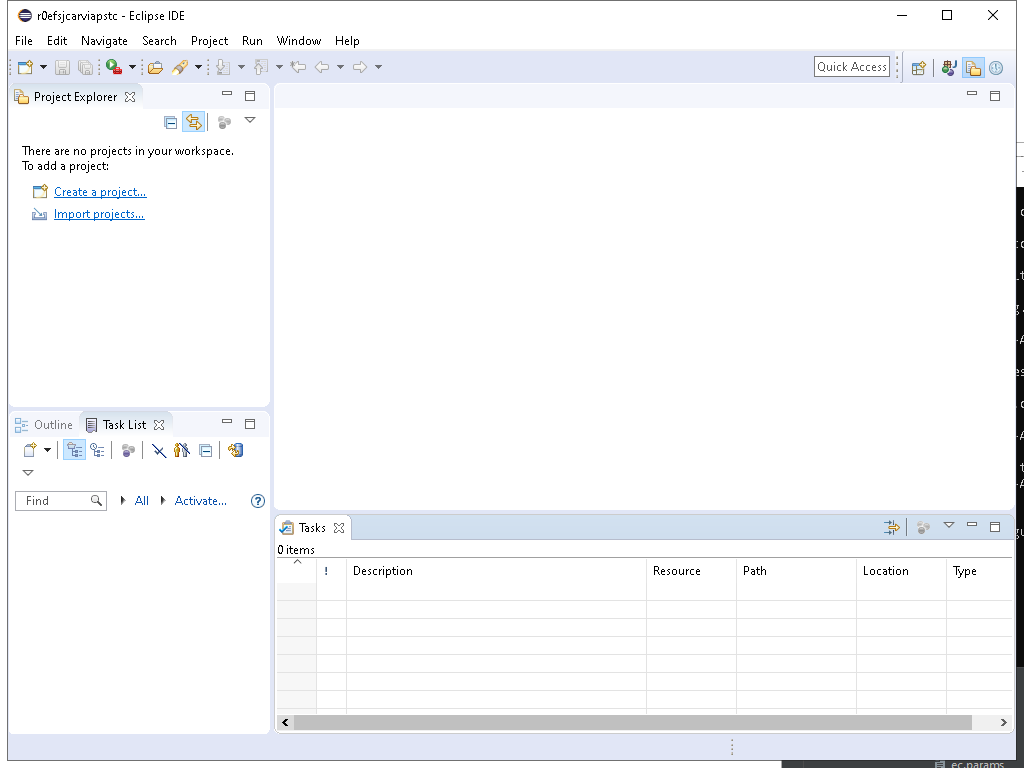 r0efsjcarviapstc - Eclipse IDE
File Edit Navigate Search Project Run Window Help
Quick Access
Project Explorer
There are no projects in your workspace.
To add a project:
Create a project...
Import projects...
Outline Task List
Find All Activate...
Tasks
0 items
! Description Resource Path Location Type
ec.params